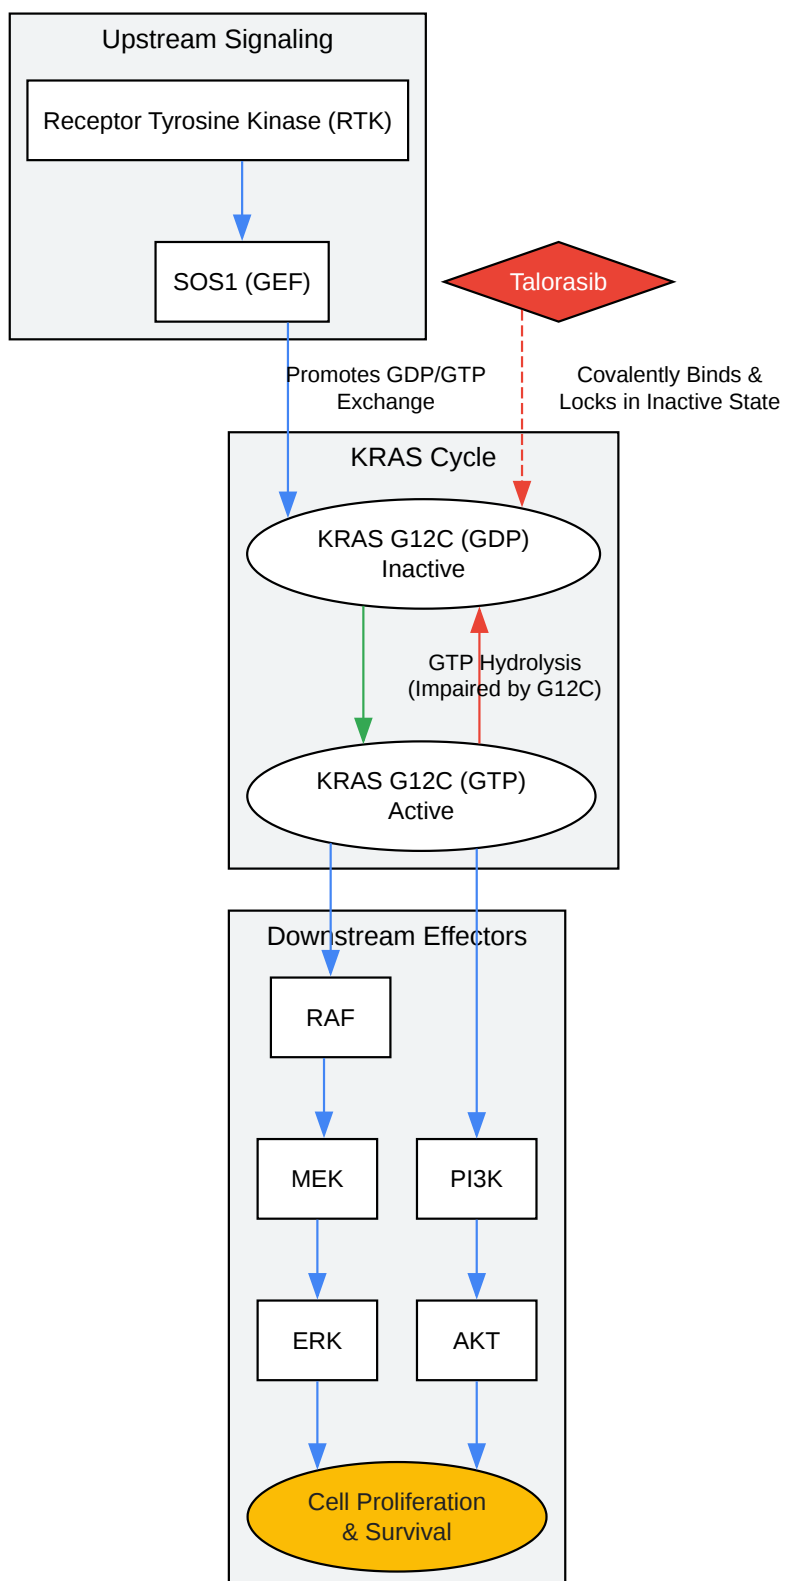 Upstream Signaling
Receptor Tyrosine Kinase (RTK)
SOS1 (GEF)
Talorasib
Promotes GDP/GTP
Exchange
Covalently Binds &
Locks in Inactive State
KRAS Cycle
KRAS G12C (GDP)
Inactive
GTP Hydrolysis
(Impaired by G12C)
KRAS G12C (GTP)
Active
Downstream Effectors
RAF
MEK
PI3K
ERK
AKT
Cell Proliferation
& Survival